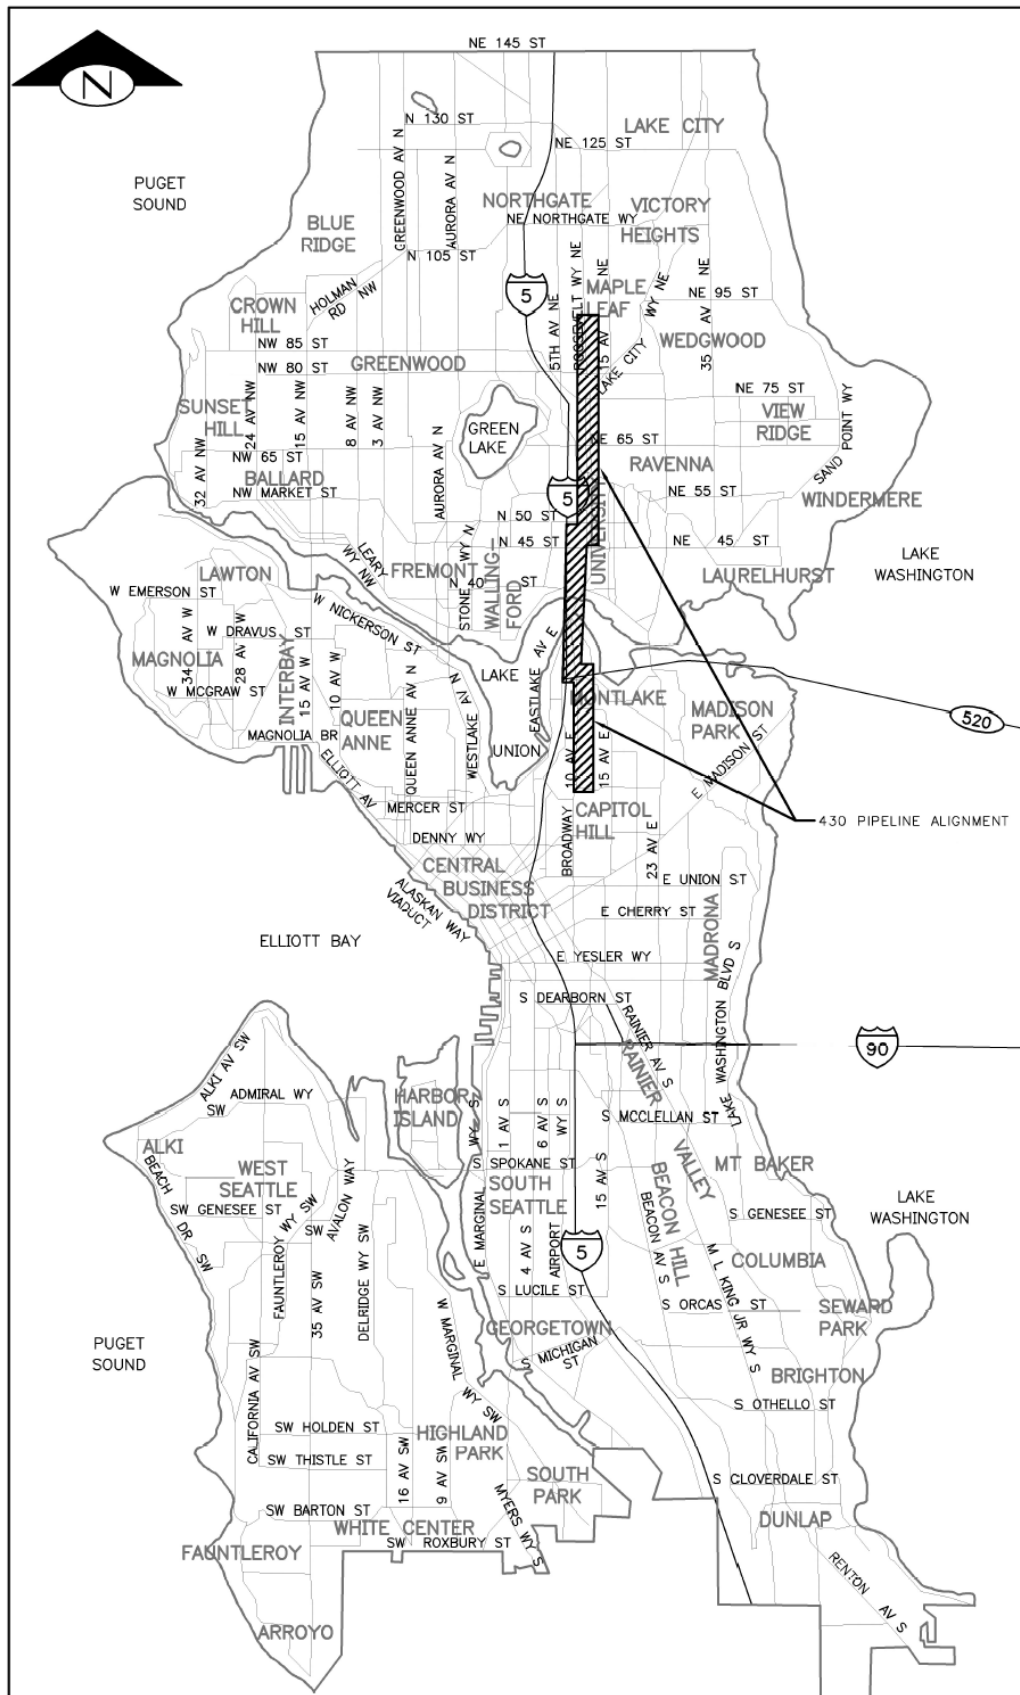 NE 145 ST
N
N 130 ST
LAKE CITY
NE 125 ST
GREENWOOD AV N
AURORA AV N
PUGET
SOUND
NORTHGATE
VICTORY
HEIGHTS
NE NORTHGATE WY
BLUE
RIDGE
N 105 ST
5
5TH AV NE
ROOSEVELT WY NE
15 AV NE
MAPLE
LEAF
LAKE CITY WY NE
35 AV NE
NE 95 ST
CROWN
HILL
HOLMAN
RD NW
WEDGWOOD
NW 85 ST
GREENWOOD
NW 80 ST
NE 75 ST
SUNSET
HILL
24 AV NW
15 AV NW
8 AV NW
3 AV NW
VIEW
RIDGE
SAND POINT WY
GREEN
LAKE
AURORA AV N
32 AV NW
NW 65 ST
NE 65 ST
BALLARD
RAVENNA
NW MARKET ST
5
NE 55 ST
WINDERMERE
UNIVERSITY
N 50 ST
N 45 ST
NE 45 ST
LEARY
WY NW
STONE WY N
LAWTON
FREMONT
WALLING-
FORD
LAURELHURST
LAKE
WASHINGTON
N 40 ST
W EMERSON ST
W NICKERSON ST
34 AV W
28 AV W
W DRAVUS ST
MAGNOLIA
INTERBAY
15 AV W
10 AV W
W MCGRAW ST
QUEEN ANNE AV N
WESTLAKE AV N
LAKE
UNION
EASTLAKE AV E
MONTLAKE
MADISON
PARK
520
QUEEN
ANNE
MAGNOLIA BR
ELLIOTT AV
10 AV E
15 AV E
E MADISON ST
MERCER ST
CAPITOL
HILL
430 PIPELINE ALIGNMENT
DENNY WY
BROADWAY
23 AV E
CENTRAL
BUSINESS
DISTRICT
E UNION ST
ALASKAN WAY
VIADUCT
E CHERRY ST
MADRONA
ELLIOTT BAY
E YESLER WY
LAKE WASHINGTON BLVD S
S DEARBORN ST
RAINIER AV S
RAINIER
VALLEY
90
ALKI AV SW
SW ADMIRAL WY
HARBOR
ISLAND
E MARGINAL WY S
1 AV S
6 AV S
AIRPORT WY S
S MCCLELLAN ST
ALKI
WEST
SEATTLE
S SPOKANE ST
15 AV S
MT BAKER
SOUTH
SEATTLE
BEACON HILL
BEACON AV S
LAKE
WASHINGTON
BEACH DR SW
SW GENESEE ST
FAUNTLEROY WY SW
SW AVALON WAY
S GENESEE ST
4 AV S
5
COLUMBIA
35 AV SW
DELRIDGE WY SW
M L KING JR WY S
S LUCILE ST
S ORCAS ST
SEWARD
PARK
PUGET
SOUND
GEORGETOWN
W MARGINAL WY SW
S MICHIGAN
ST
BRIGHTON
CALIFORNIA AV SW
S OTHELLO ST
SW HOLDEN ST
HIGHLAND
PARK
SW THISTLE ST
16 AV SW
9 AV SW
SOUTH
PARK
S CLOVERDALE ST
MYERS WY S
SW BARTON ST
WHITE CENTER
DUNLAP
FAUNTLEROY
SW ROXBURY ST
RENTON AV S
ARROYO